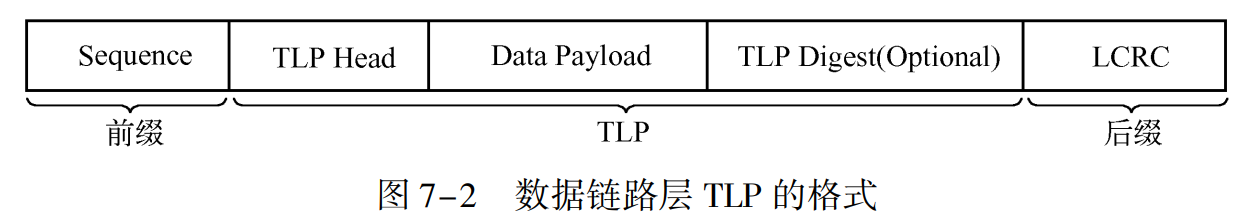 Sequence TLP Head Data Payload TLP Digest(Optional) LCRC
前缀 TLP 后缀
图 7-2 数据链路层 TLP 的格式